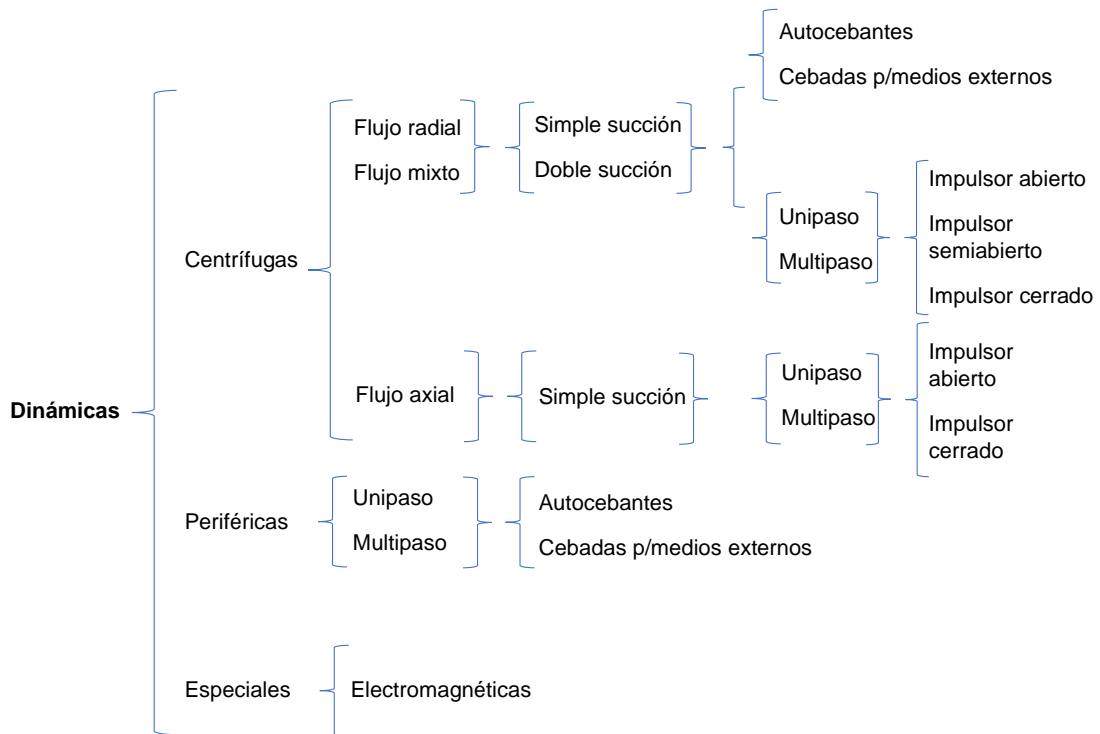 Dinámicas
Centrífugas
Flujo radial
Flujo mixto
Simple succión
Doble succión
Autocebantes
Cebadas p/medios externos
Unipaso
Multipaso
Impulsor abierto
Impulsor
semiabierto
Impulsor cerrado
Flujo axial
Simple succión
Unipaso
Multipaso
Impulsor
abierto
Impulsor
cerrado
Periféricas
Unipaso
Multipaso
Autocebantes
Cebadas p/medios externos
Especiales
Electromagnéticas